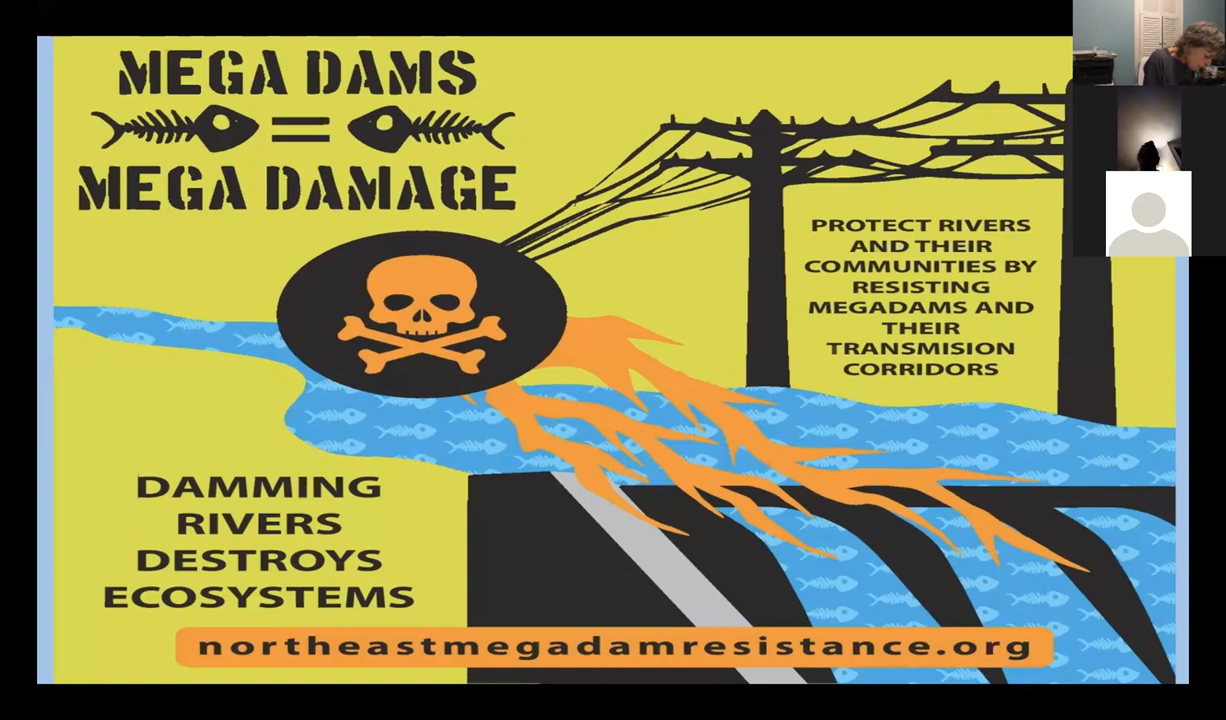 MEGA DAMS
=
MEGA DAMAGE
PROTECT RIVERS
AND THEIR
COMMUNITIES BY
RESISTING
MEGADAMS AND
THEIR
TRANSMISION
CORRIDORS
DAMMING
RIVERS
DESTROYS
ECOSYSTEMS
northeastmegadamresistance.org